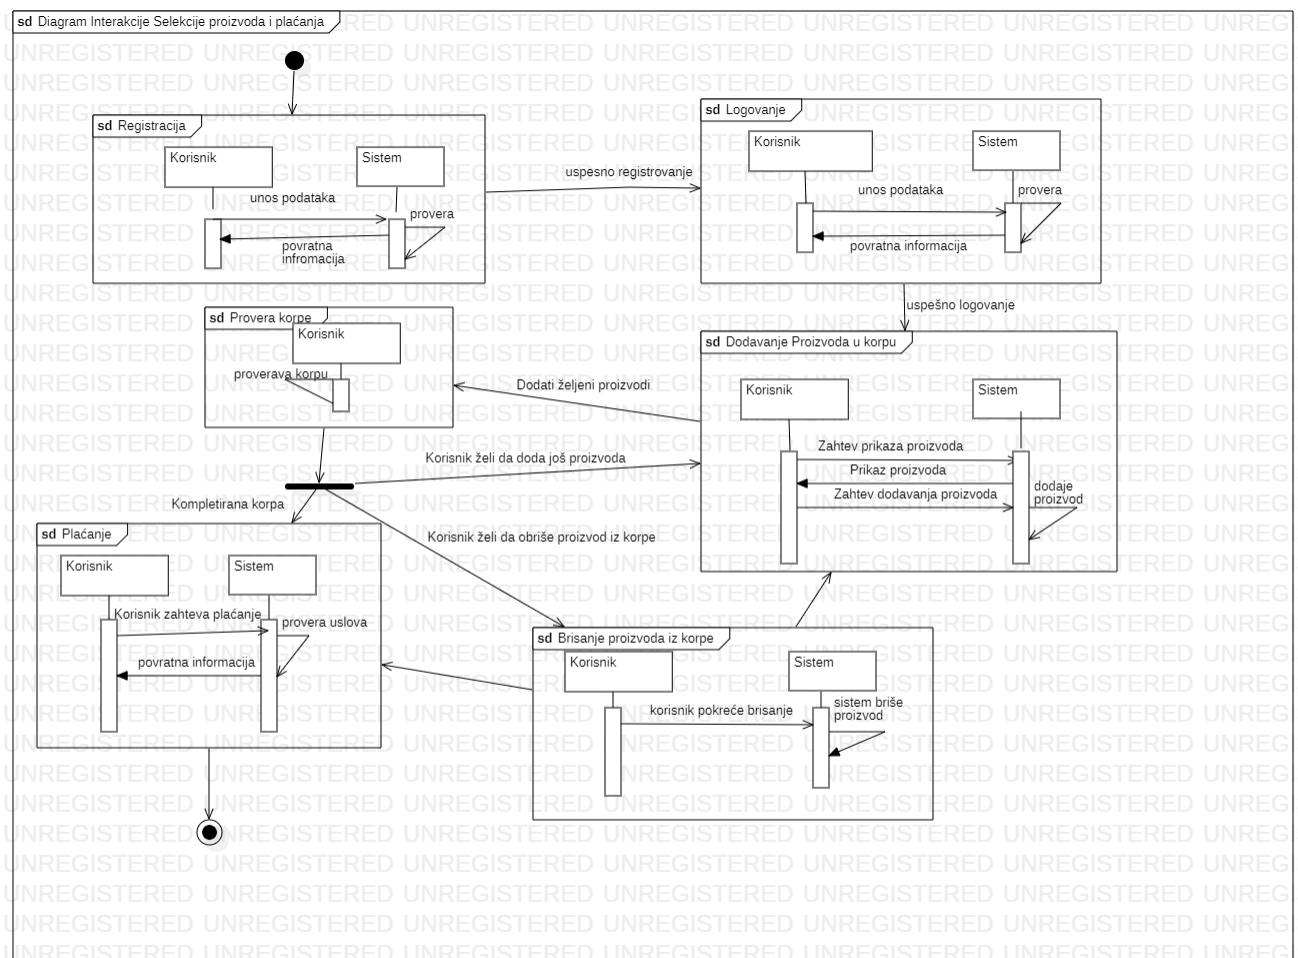 sd Diagram Interakcije Selekcije proizvoda i plaćanja
sd Registracija
Korisnik
Sistem
unos podataka
provera
povratna
infromacija
uspesno registrovanje
sd Logovanje
Korisnik
Sistem
unos podataka
provera
povratna informacija
uspešno logovanje
sd Provera korpe
Korisnik
proverava korpu
Dodati željeni proizvodi
sd Dodavanje Proizvoda u korpu
Korisnik
Sistem
Zahtev prikaza proizvoda
Prikaz proizvoda
Zahtev dodavanja proizvoda
dodaje
proizvod
Korisnik želi da doda još proizvoda
Kompletirana korpa
Korisnik želi da obriše proizvod iz korpe
sd Plaćanje
Korisnik
Sistem
Korisnik zahteva plaćanje
provera uslova
povratna informacija
sd Brisanje proizvoda iz korpe
Korisnik
Sistem
korisnik pokreće brisanje
sistem briše
proizvod
UNREGISTERED